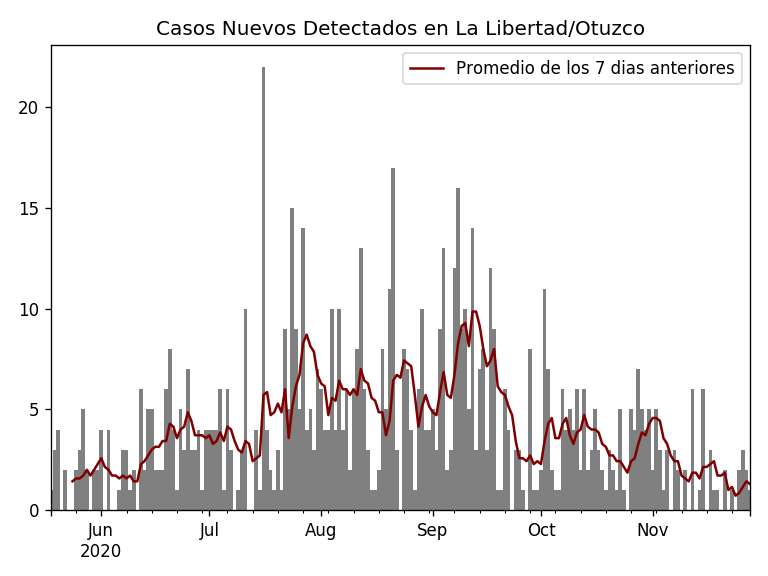 Casos Nuevos Detectados en La Libertad/Otuzco
Promedio de los 7 dias anteriores
20
15
10
5
0
Jun Jul Aug Sep Oct Nov
2020